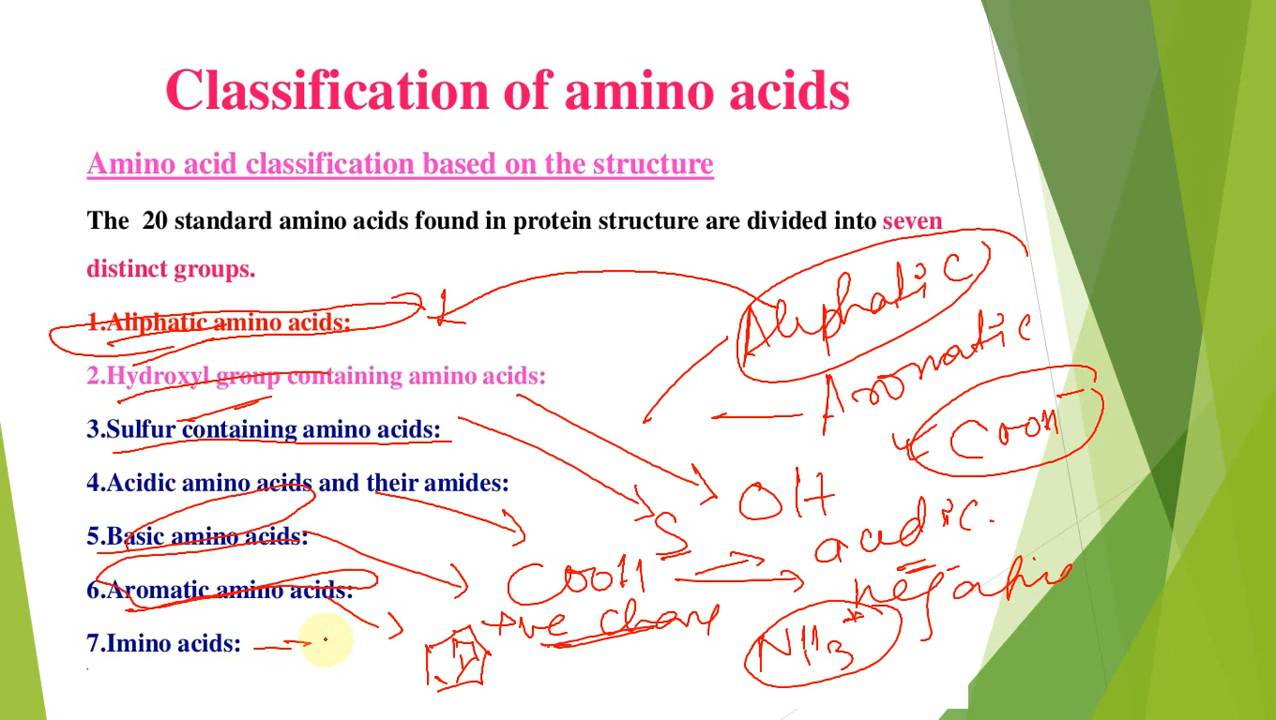 Classification of amino acids
Amino acid classification based on the structure
The 20 standard amino acids found in protein structure are divided into seven
distinct groups.
1.Aliphatic amino acids:
2.Hydroxyl group containing amino acids:
3.Sulfur containing amino acids:
4.Acidic amino acids and their amides:
5.Basic amino acids:
6.Aromatic amino acids:
7.Imino acids:
Aliphatic
Aromatic
COO⁻
OH
S
acidic.
COOH
negative
+ve charge
NH3+